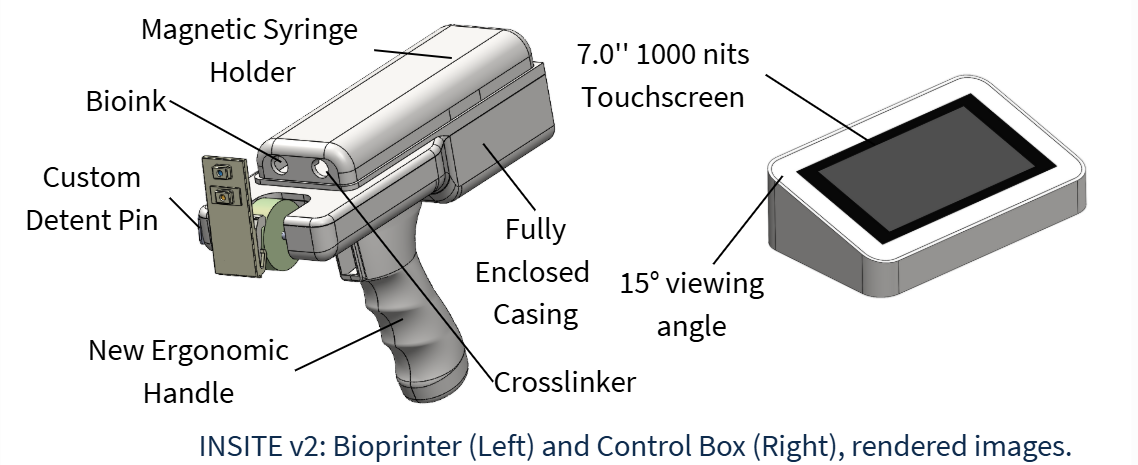 Magnetic Syringe
Holder
Bioink
Custom
Detent Pin
New Ergonomic
Handle
Fully
Enclosed
Casing
Crosslinker
7.0'' 1000 nits
Touchscreen
15° viewing
angle
INSITE v2: Bioprinter (Left) and Control Box (Right), rendered images.